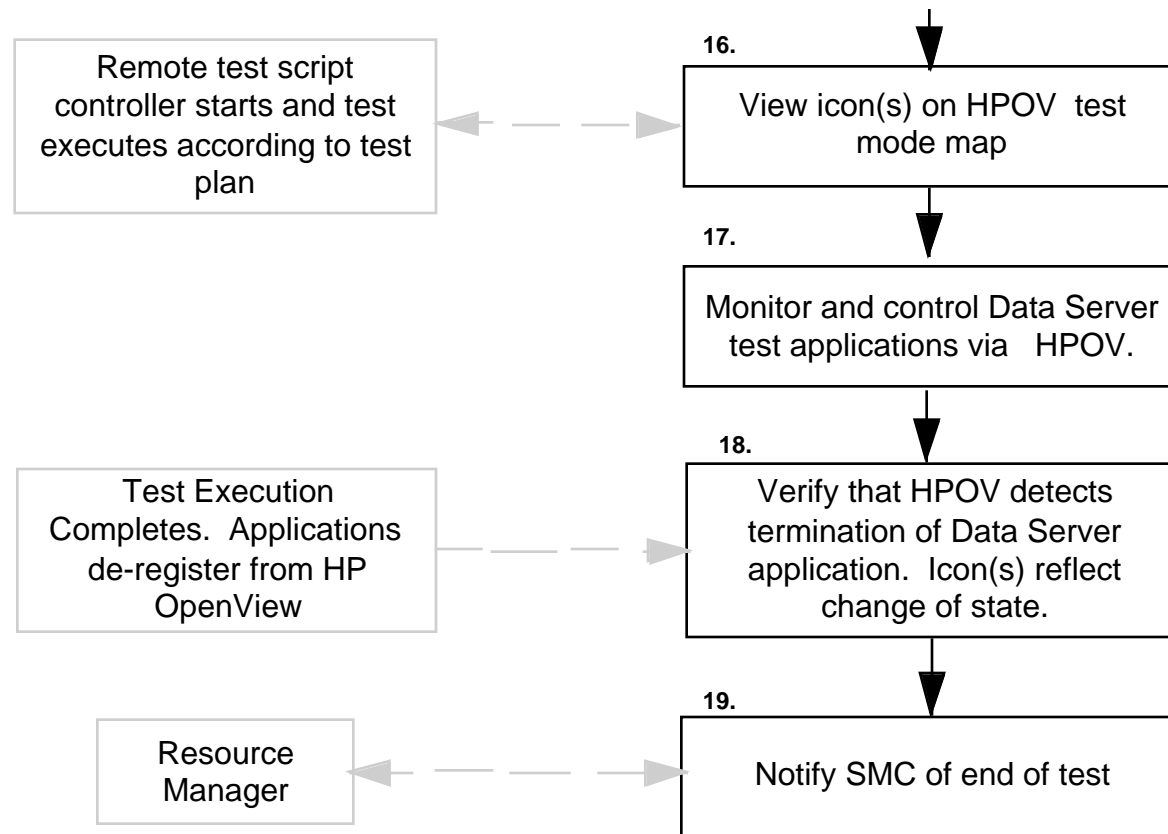 16.
Remote test script
controller starts and test
executes according to test
plan
View icon(s) on HPOV test
mode map
17.
Monitor and control Data Server
test applications via HPOV.
18.
Test Execution
Completes. Applications
de-register from HP
OpenView
Verify that HPOV detects
termination of Data Server
application. Icon(s) reflect
change of state.
19.
Resource
Manager
Notify SMC of end of test